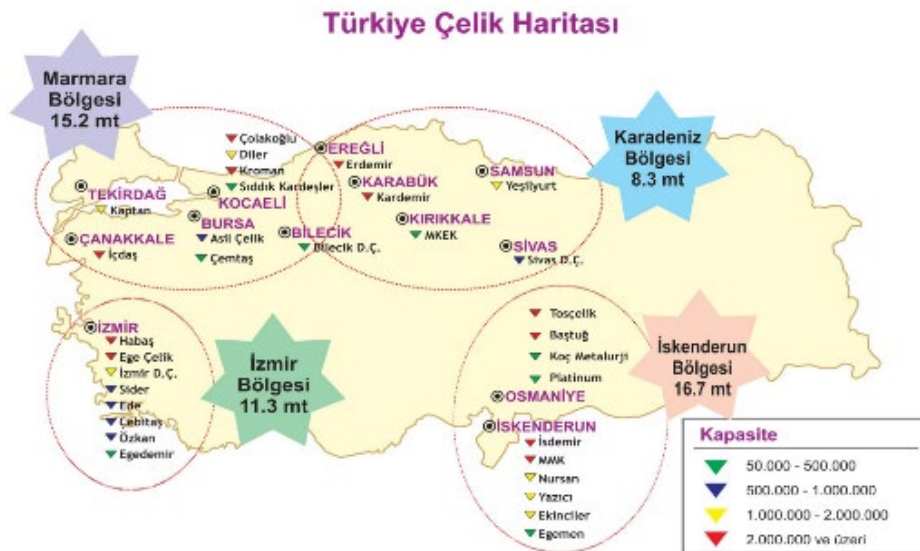 Türkiye Çelik Haritası
Marmara
Bölgesi
15.2 mt
Karadeniz
Bölgesi
8.3 mt
Çolakoğlu
Diler
Kroman
Sıddık Kardeşler
KOCAELİ
TEKİRDAĞ
Kaptan
ÇANAKKALE
İçdaş
BURSA
Asil Çelik
Çemtaş
BİLECİK
Bilecik D.Ç.
EREĞLİ
Erdemir
KARABÜK
Kardemir
KIRIKKALE
MKEK
SAMSUN
Yeşilyurt
SİVAS
Sivas D.Ç.
İZMİR
Habaş
Ege Çelik
İzmir D.Ç.
Sider
Ede
Çebitaş
Özkan
Egedemir
İzmir
Bölgesi
11.3 mt
Tosçelik
Baştuğ
Koç Metalurji
Platinum
OSMANİYE
İSKENDERUN
İsdemir
MMK
Nursan
Yazıcı
Ekinciler
Egemen
İskenderun
Bölgesi
16.7 mt
Kapasite
50.000 - 500.000
500.000 - 1.000.000
1.000.000 - 2.000.000
2.000.000 ve üzeri